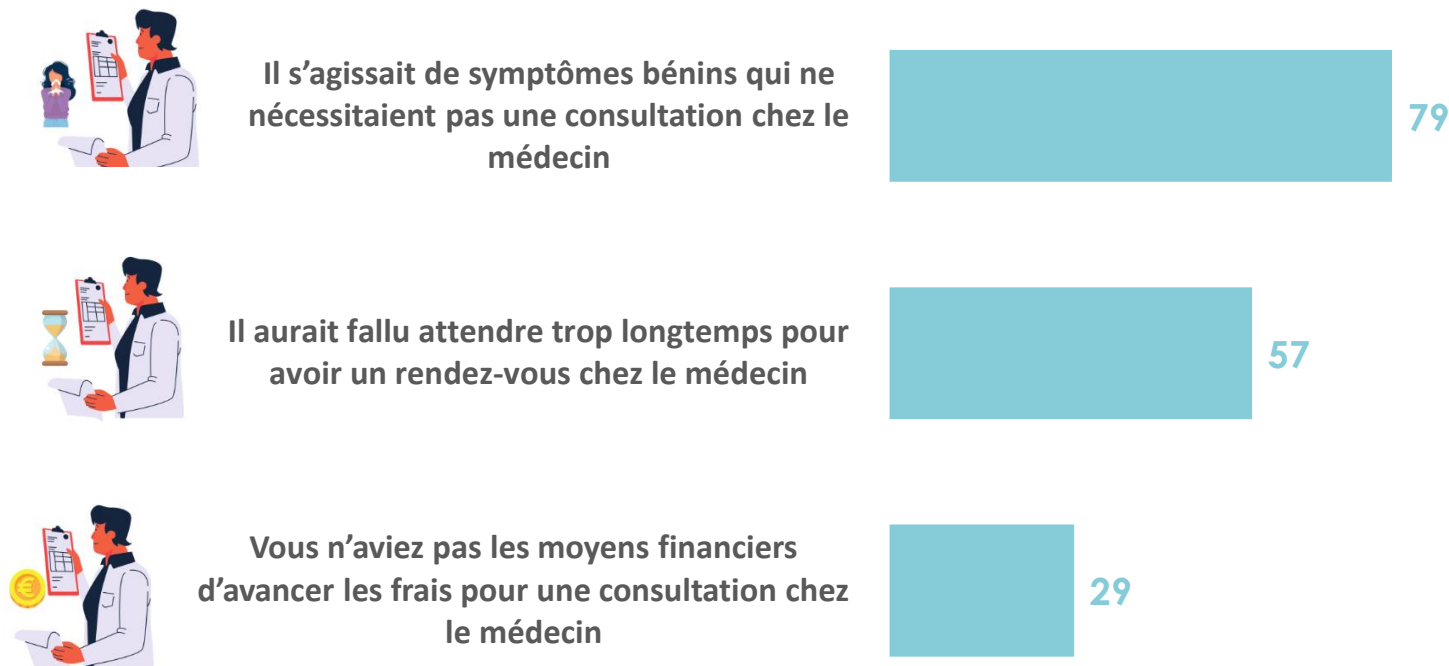 Il s’agissait de symptômes bénins qui ne
nécessitaient pas une consultation chez le
médecin
79
Il aurait fallu attendre trop longtemps pour
avoir un rendez-vous chez le médecin
57
Vous n’aviez pas les moyens financiers
d’avancer les frais pour une consultation chez
le médecin
29